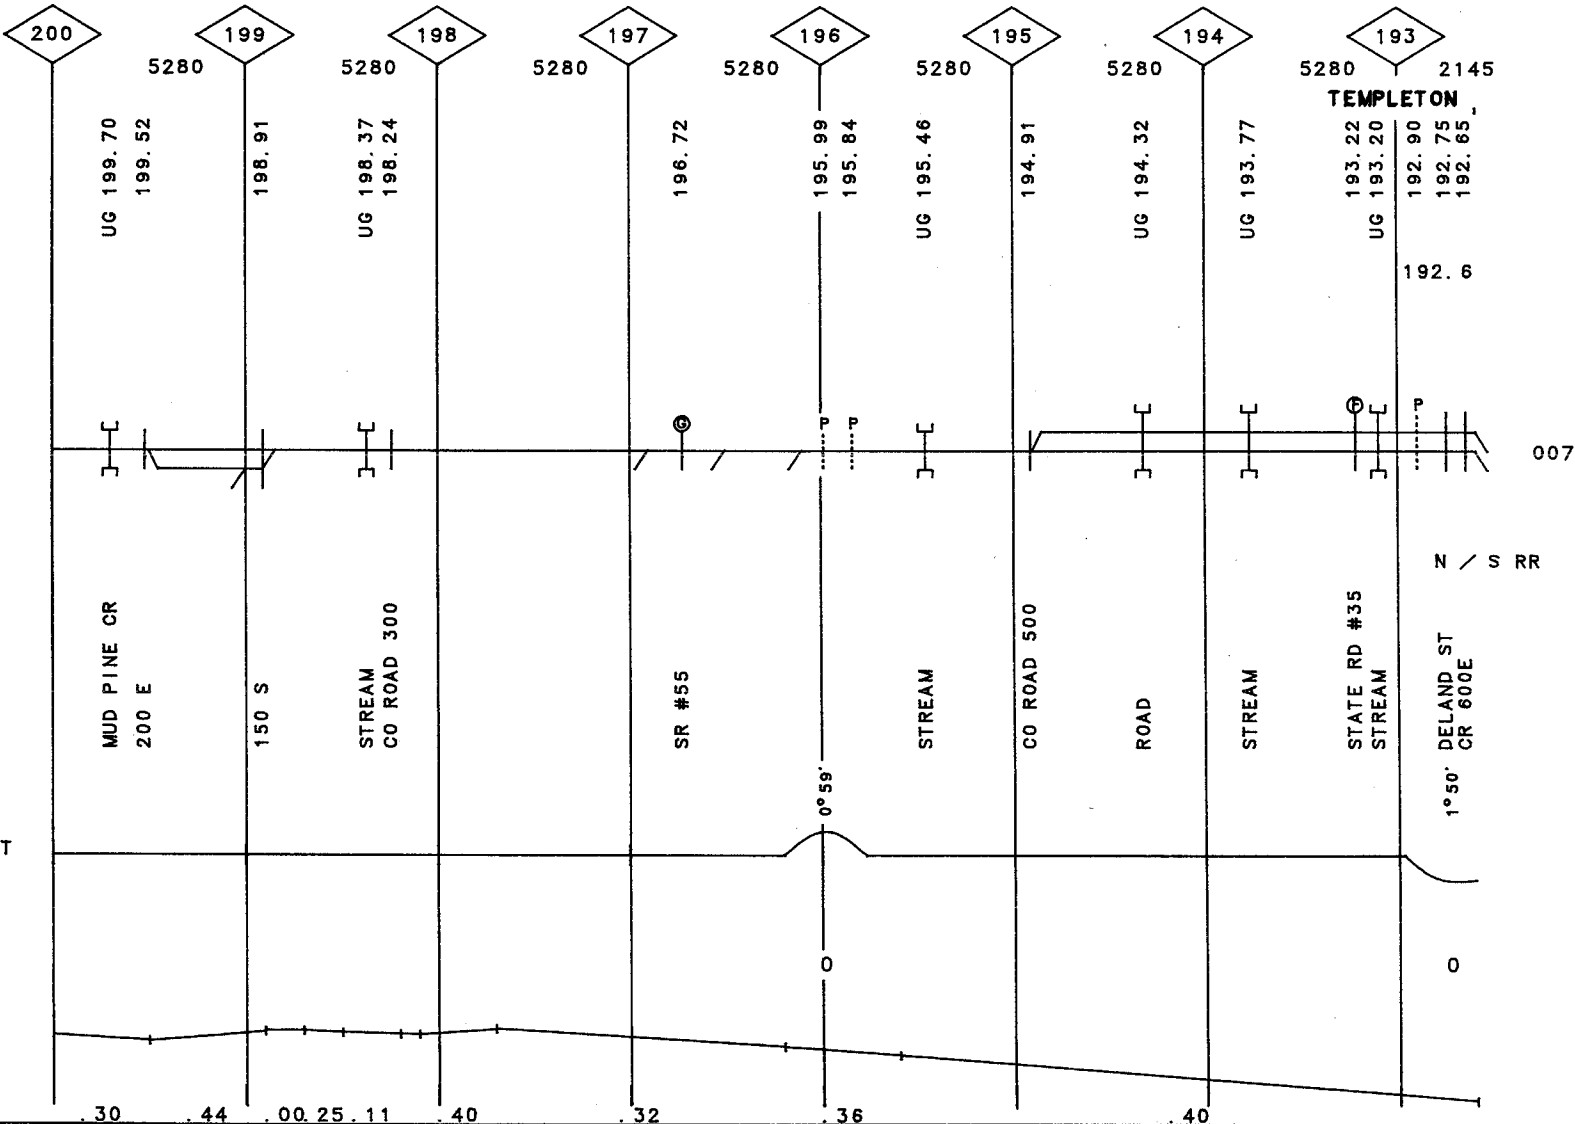 200 199 198 197 196 195 194 193
5280 5280 5280 5280 5280 5280 5280 2145
TEMPLETON
UG 199.70
199.52
198.91
UG 198.37
198.24
196.72
195.99
195.84
UG 195.46
194.91
UG 194.32
UG 193.77
193.22
UG 193.20
192.90
192.75
192.65
192.6
G
P P
F
P
007
N / S RR
MUD PINE CR
200 E
150 S
STREAM
CO ROAD 300
SR #55
STREAM
CO ROAD 500
ROAD
STREAM
STATE RD #35
STREAM
DELAND ST
CR 600E
0°59'
1°50'
T
0 0
.30 .44 .00 .25 .11 .40 .32 .36 .40